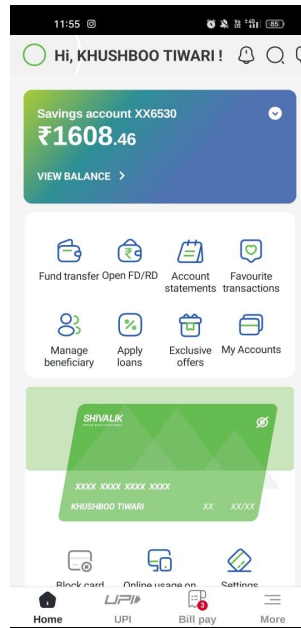 11:55
85
Hi, KHUSHBOO TIWARI !
Savings account XX6530
₹1608.46
VIEW BALANCE >
Fund transfer
Open FD/RD
Account statements
Favourite transactions
Manage beneficiary
Apply loans
Exclusive offers
My Accounts
SHIVALIK
XXXX XXXX XXXX XXXX
KHUSHBOO TIWARI XX XX/XX
Block card
Online usage on
Settings
3
Home
UPI
Bill pay
More